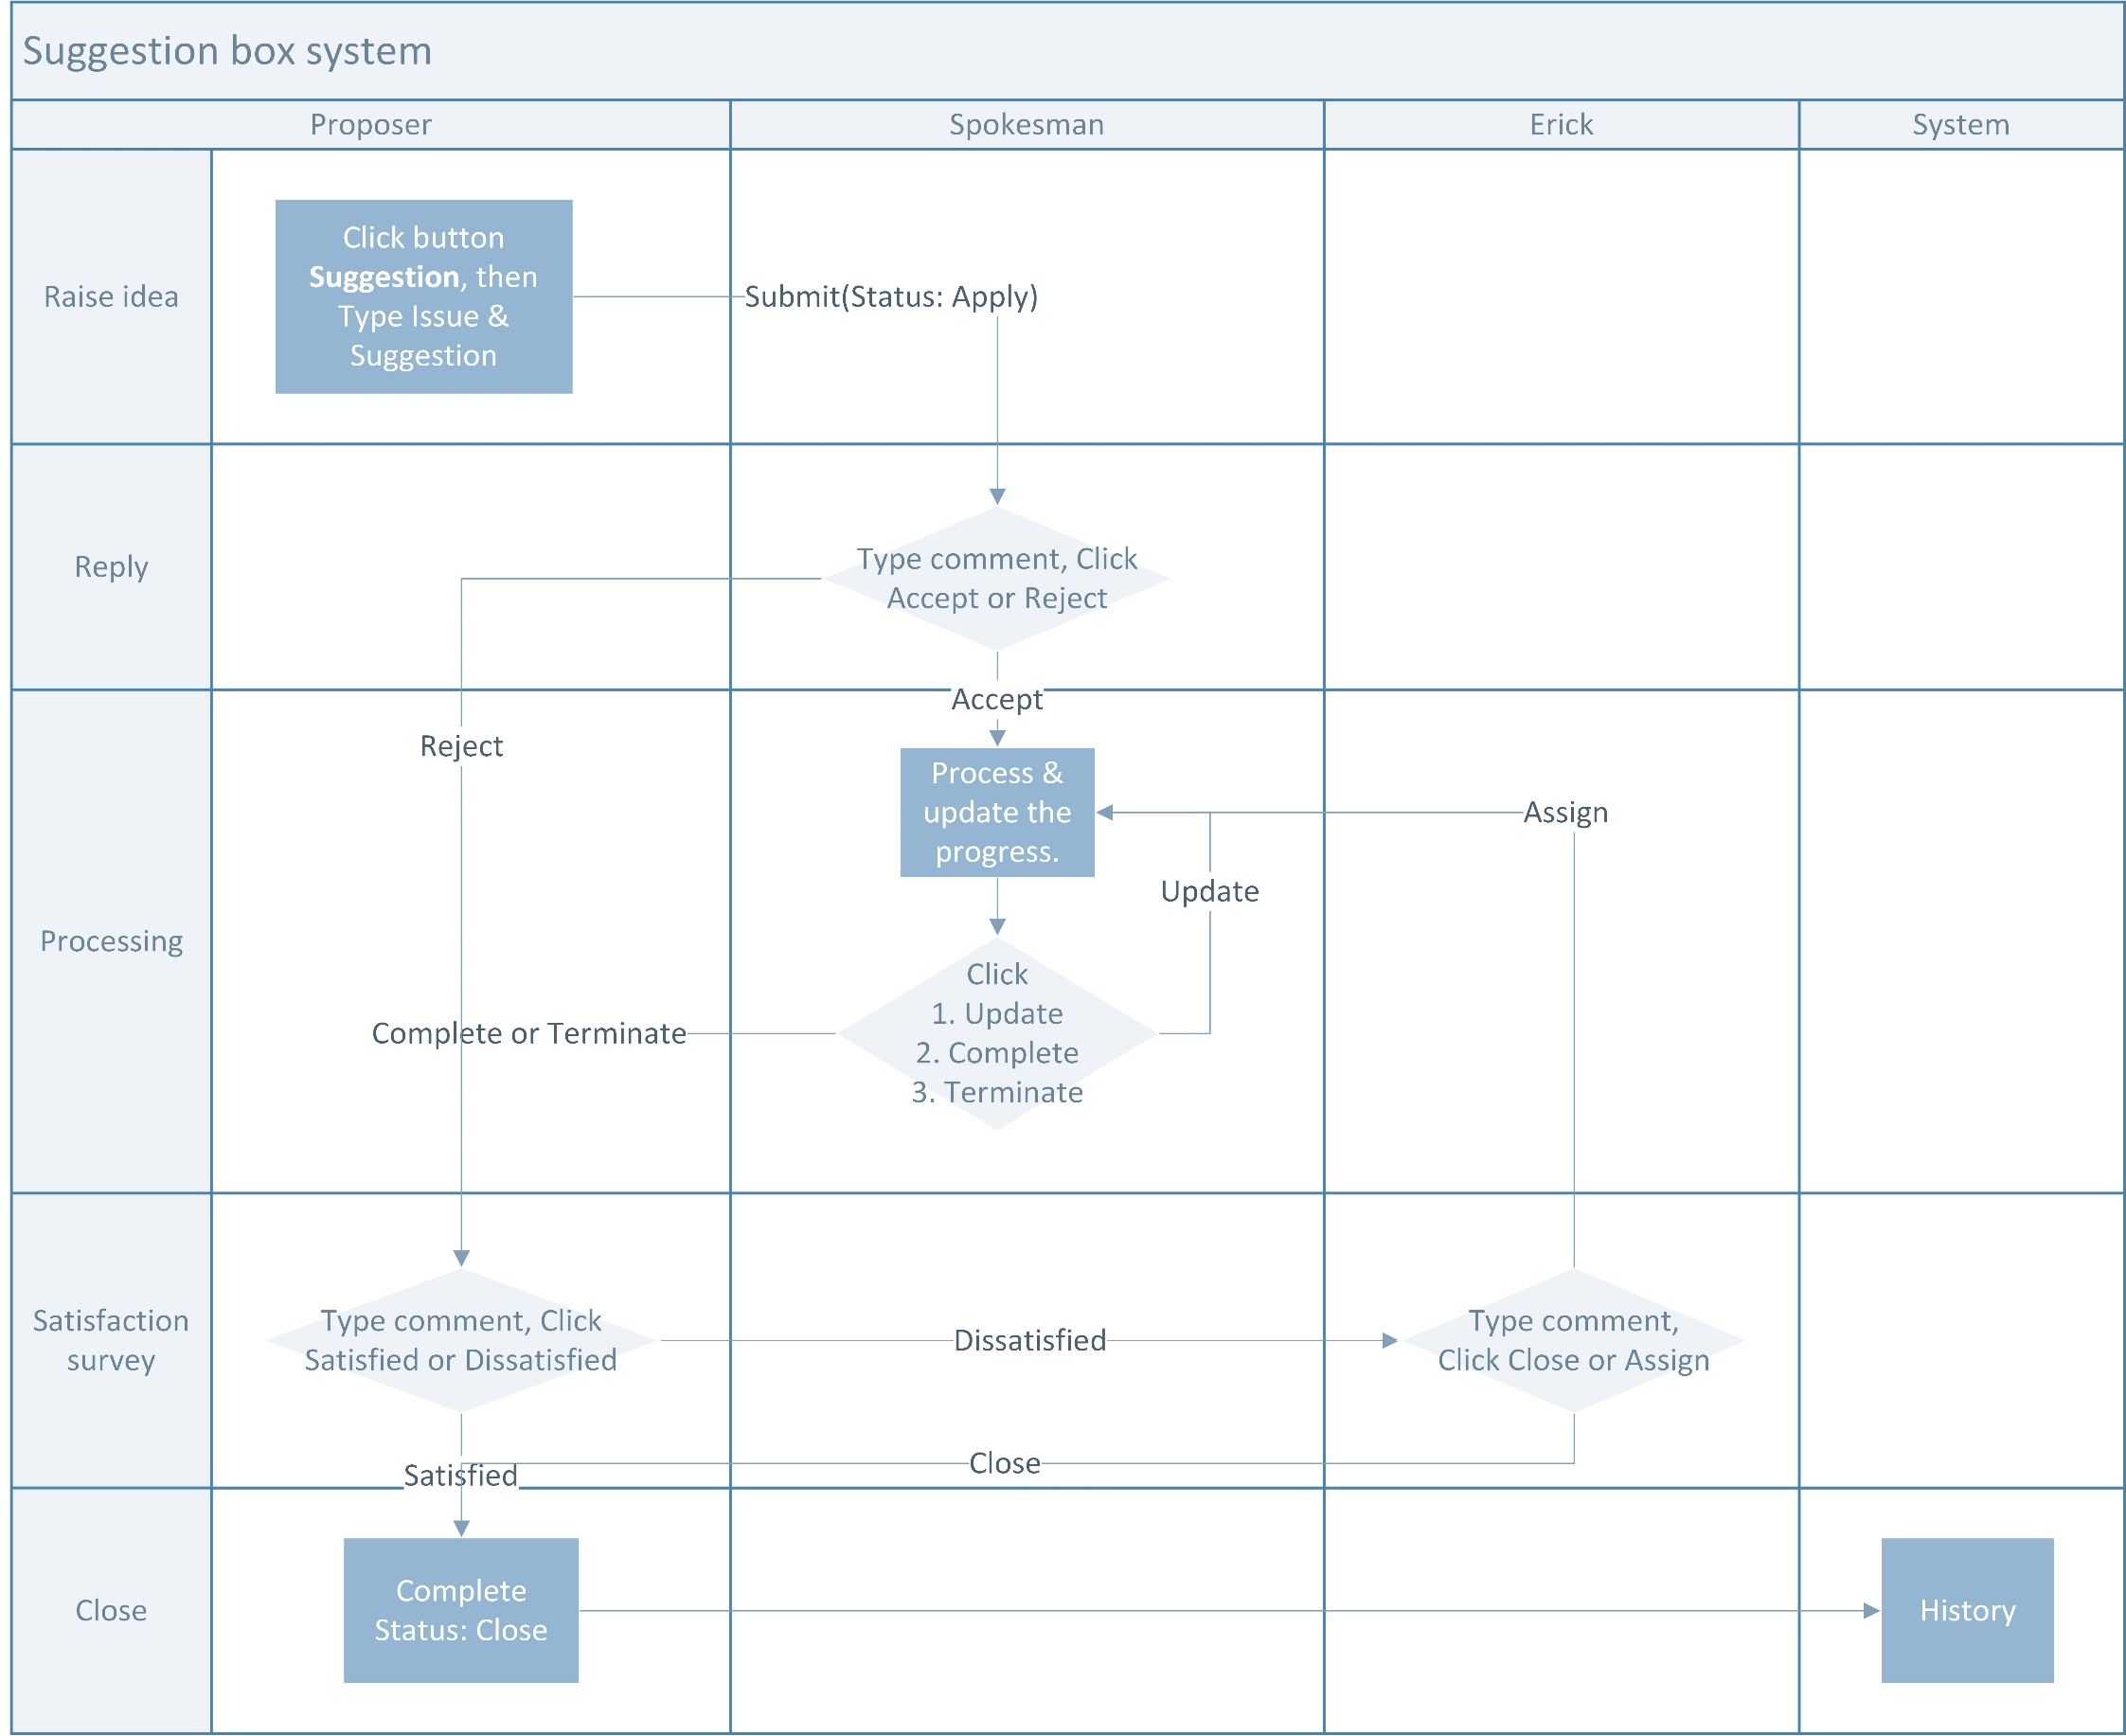 Suggestion box system
Proposer
Spokesman
Erick
System
Raise idea
Click button
Suggestion, then
Type Issue &
Suggestion
Submit(Status: Apply)
Reply
Type comment, Click
Accept or Reject
Accept
Reject
Processing
Process &
update the
progress.
Assign
Update
Click
1. Update
2. Complete
3. Terminate
Complete or Terminate
Satisfaction
survey
Type comment, Click
Satisfied or Dissatisfied
Dissatisfied
Type comment,
Click Close or Assign
Close
Satisfied
Close
Complete
Status: Close
History